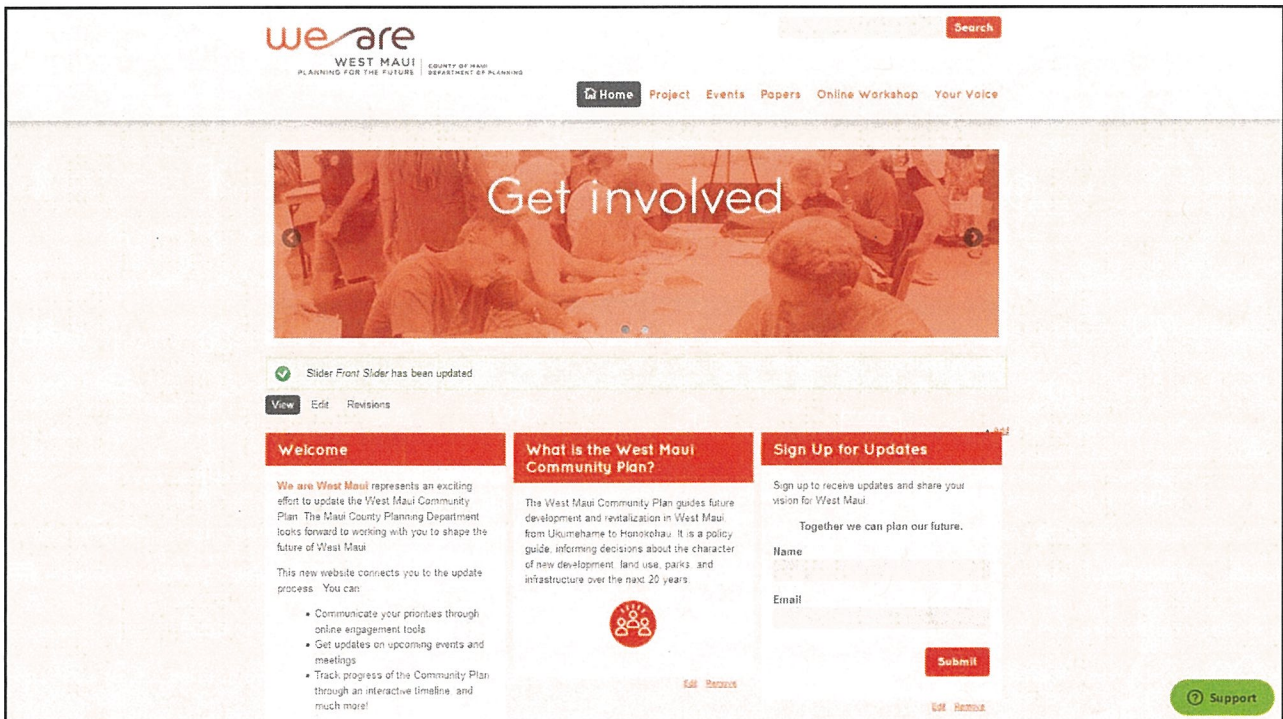 we are
Search
WEST MAUI
PLANNING FOR THE FUTURE
COUNTY OF MAUI
DEPARTMENT OF PLANNING
Home Project Events Papers Online Workshop Your Voice
Get involved
Slider Front Slider has been updated
View Edit Revisions
Add
Welcome
We are West Maui represents an exciting
effort to update the West Maui Community
Plan. The Maui County Planning Department
looks forward to working with you to shape the
future of West Maui
This new website connects you to the update
process. You can
• Communicate your priorities through
online engagement tools
• Get updates on upcoming events and
meetings
• Track progress of the Community Plan
through an interactive timeline, and
much more!
What is the West Maui
Community Plan?
The West Maui Community Plan guides future
development and revitalization in West Maui,
from Ukumehame to Honokohau. It is a policy
guide, informing decisions about the character
of new development, land use, parks, and
infrastructure over the next 20 years.
Edit Remove
Sign Up for Updates
Sign up to receive updates and share your
vision for West Maui.
Together we can plan our future.
Name
Email
Submit
Edit Remove
Support